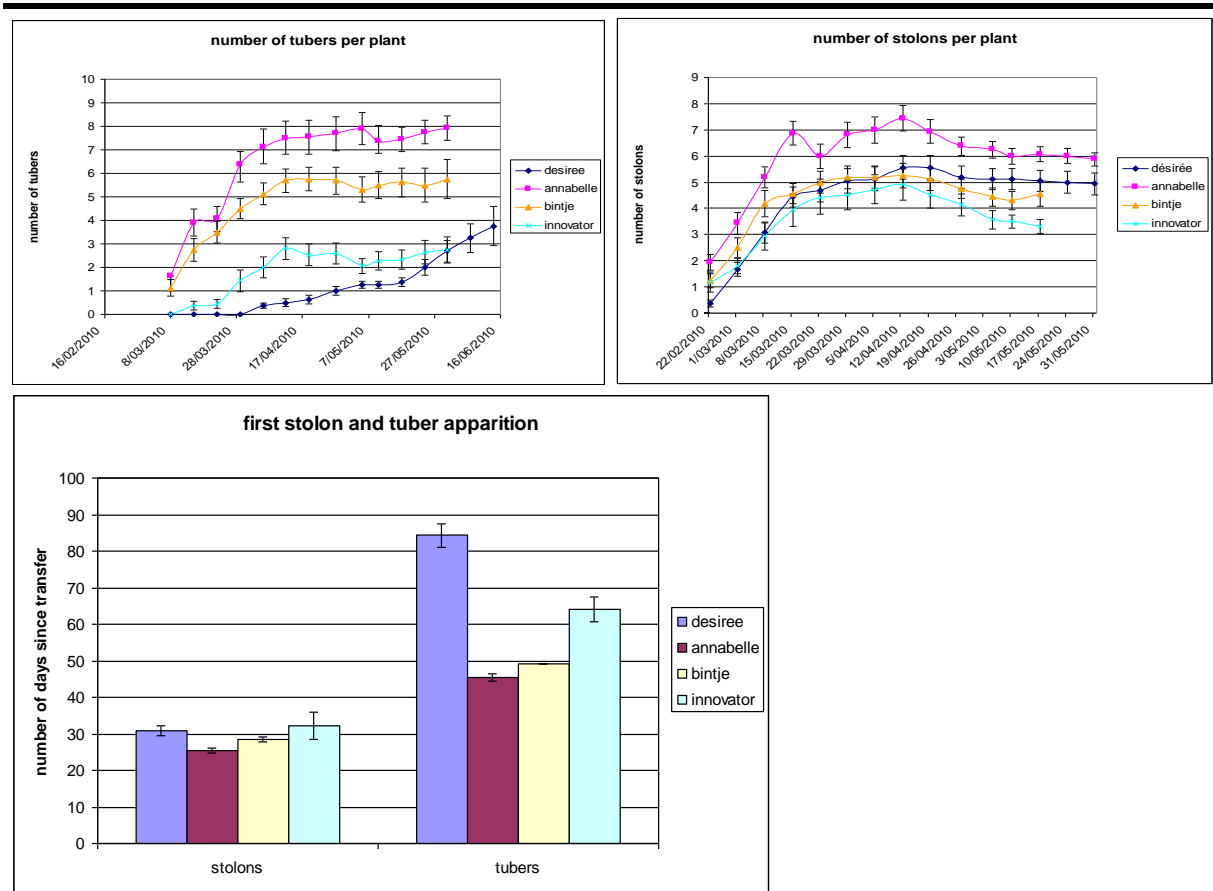 number of tubers per plant
number of tubers
10
9
8
7
6
5
4
3
2
1
0
16/02/2010
8/03/2010
28/03/2010
17/04/2010
7/05/2010
27/05/2010
16/06/2010
desiree
annabelle
bintje
innovator
number of stolons per plant
number of stolons
9
8
7
6
5
4
3
2
1
0
22/02/2010
1/03/2010
8/03/2010
15/03/2010
22/03/2010
29/03/2010
5/04/2010
12/04/2010
19/04/2010
26/04/2010
3/05/2010
10/05/2010
17/05/2010
24/05/2010
31/05/2010
désirée
annabelle
bintje
innovator
first stolon and tuber apparition
number of days since transfer
100
90
80
70
60
50
40
30
20
10
0
stolons
tubers
desiree
annabelle
bintje
innovator